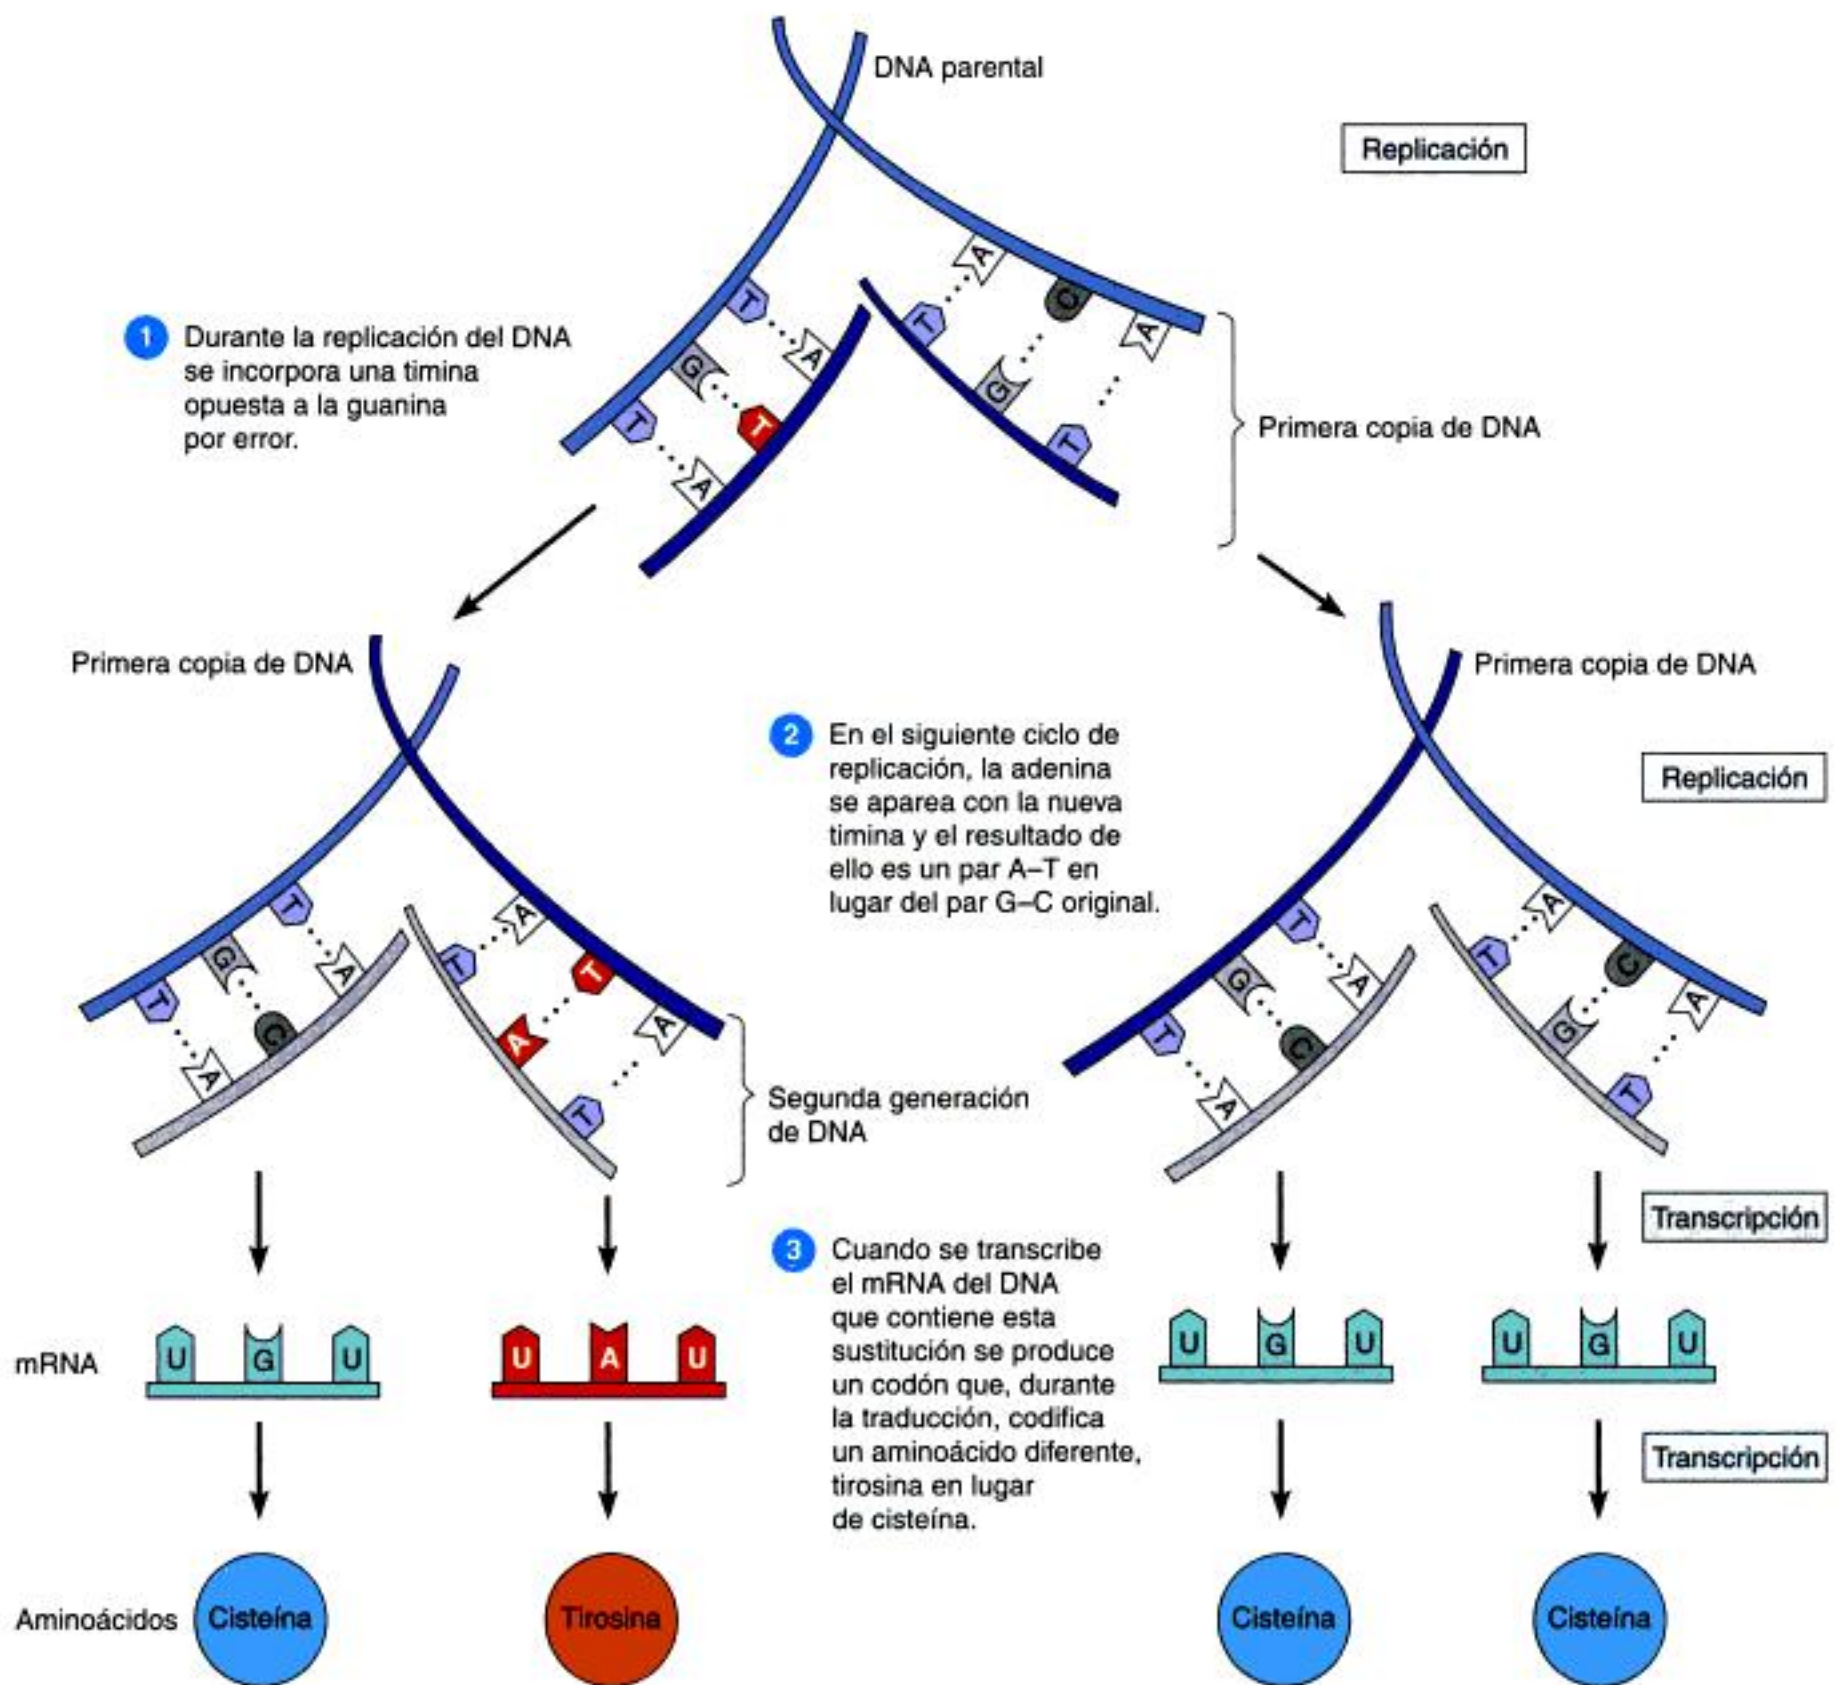 DNA parental
Replicación
A
C
A
T
T
G
T
A
G
T
T
A
1 Durante la replicación del DNA
se incorpora una timina
opuesta a la guanina
por error.
Primera copia de DNA
Primera copia de DNA
Primera copia de DNA
2 En el siguiente ciclo de
replicación, la adenina
se aparea con la nueva
timina y el resultado de
ello es un par A–T en
lugar del par G–C original.
Replicación
T
G
T
A
C
A
A
T
A
T
A
T
T
G
T
A
C
A
A
C
A
T
G
T
Segunda generación
de DNA
Transcripción
3 Cuando se transcribe
el mRNA del DNA
que contiene esta
sustitución se produce
un codón que, durante
la traducción, codifica
un aminoácido diferente,
tirosina en lugar
de cisteína.
mRNA
U G U
U A U
U G U
U G U
Transcripción
Aminoácidos
Cisteína
Tirosina
Cisteína
Cisteína